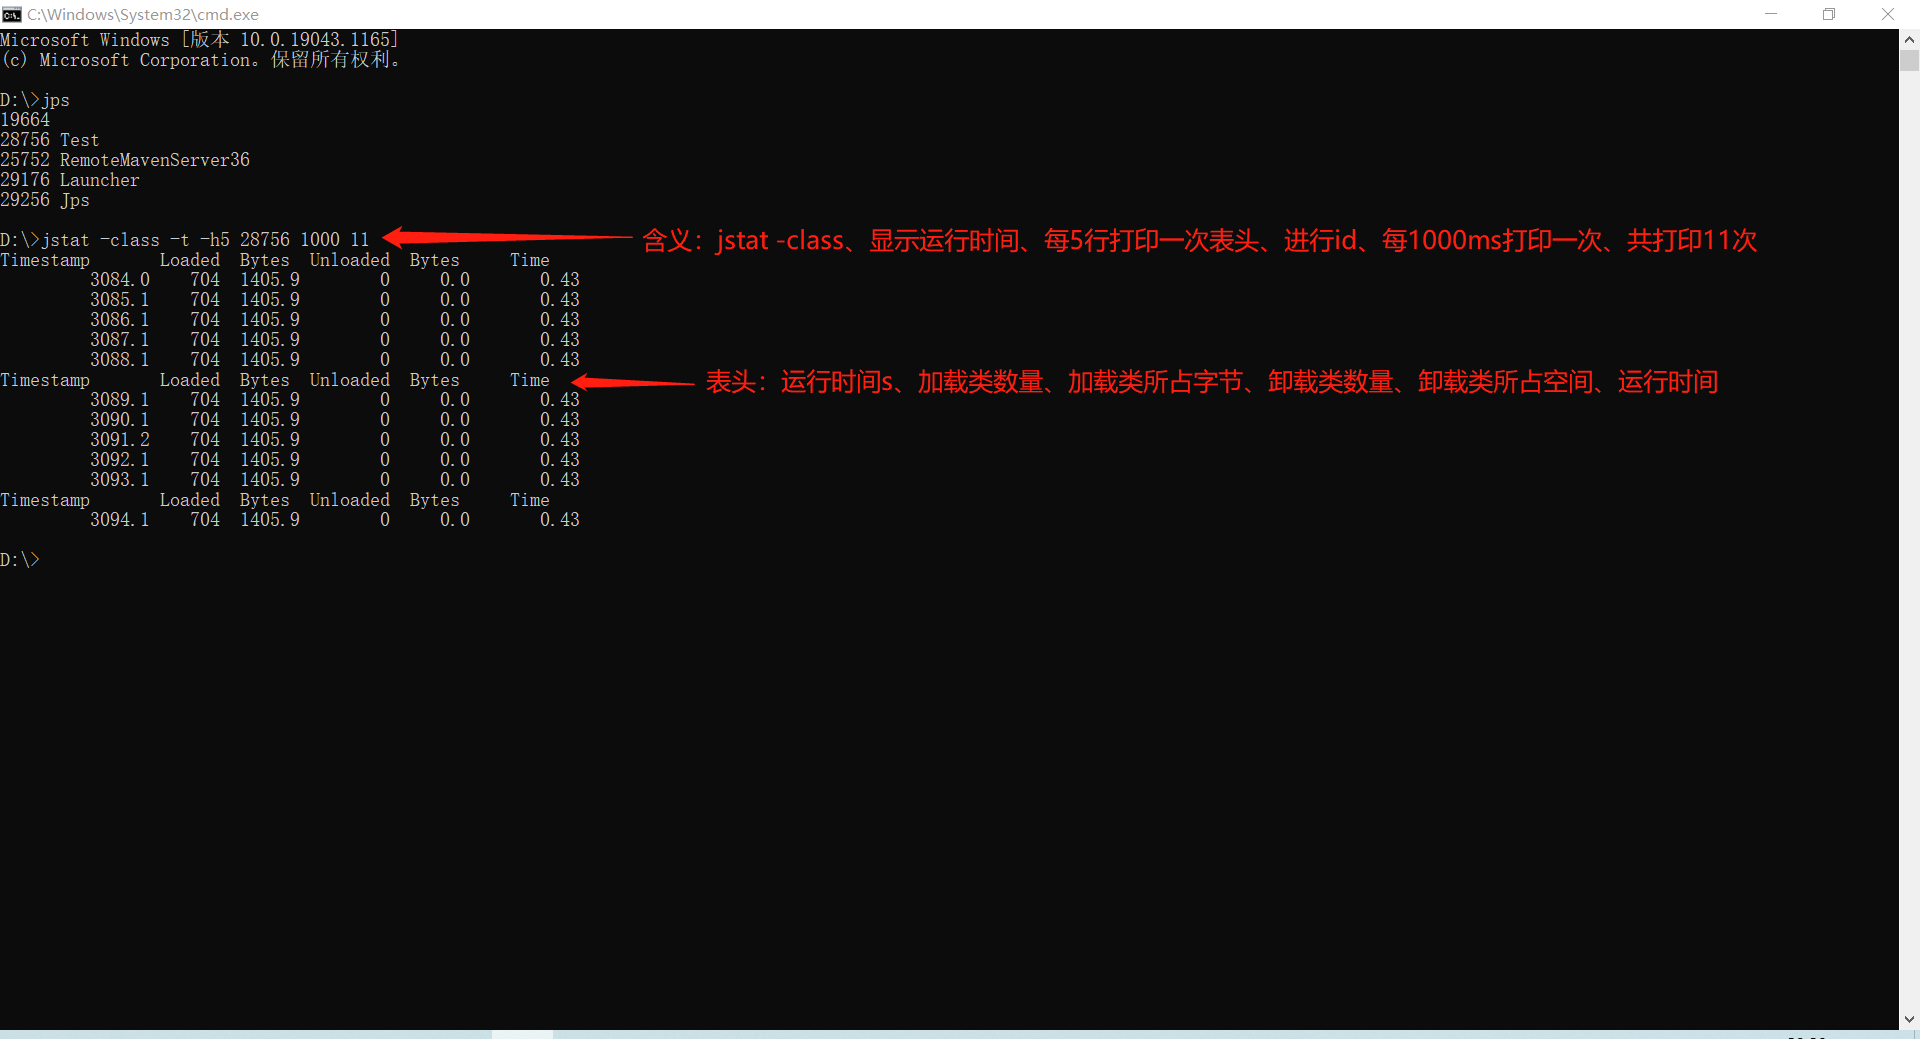 C:\Windows\System32\cmd.exe
Microsoft Windows [版本 10.0.19043.1165]
(c) Microsoft Corporation。保留所有权利。
D:\>jps
19664
28756 Test
25752 RemoteMavenServer36
29176 Launcher
29256 Jps
D:\>jstat -class -t -h5 28756 1000 11 含义：jstat -class、显示运行时间、每5行打印一次表头、进行id、每1000ms打印一次、共打印11次
Timestamp Loaded Bytes Unloaded Bytes Time
3084.0 704 1405.9 0 0.0 0.43
3085.1 704 1405.9 0 0.0 0.43
3086.1 704 1405.9 0 0.0 0.43
3087.1 704 1405.9 0 0.0 0.43
3088.1 704 1405.9 0 0.0 0.43
Timestamp Loaded Bytes Unloaded Bytes Time 表头：运行时间s、加载类数量、加载类所占字节、卸载类数量、卸载类所占空间、运行时间
3089.1 704 1405.9 0 0.0 0.43
3090.1 704 1405.9 0 0.0 0.43
3091.2 704 1405.9 0 0.0 0.43
3092.1 704 1405.9 0 0.0 0.43
3093.1 704 1405.9 0 0.0 0.43
Timestamp Loaded Bytes Unloaded Bytes Time
3094.1 704 1405.9 0 0.0 0.43
D:\>